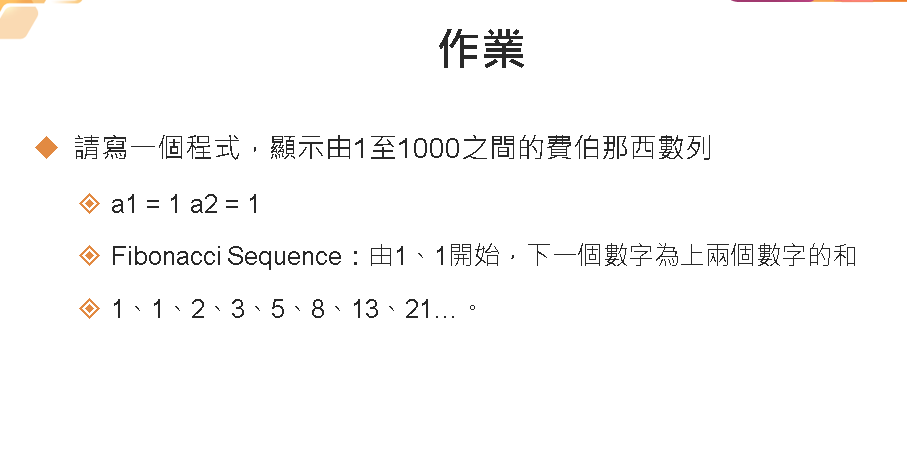 作業
請寫一個程式，顯示由1至1000之間的費伯那西數列
a1 = 1 a2 = 1
Fibonacci Sequence：由1、1開始，下一個數字為上兩個數字的和
1、1、2、3、5、8、13、21…。